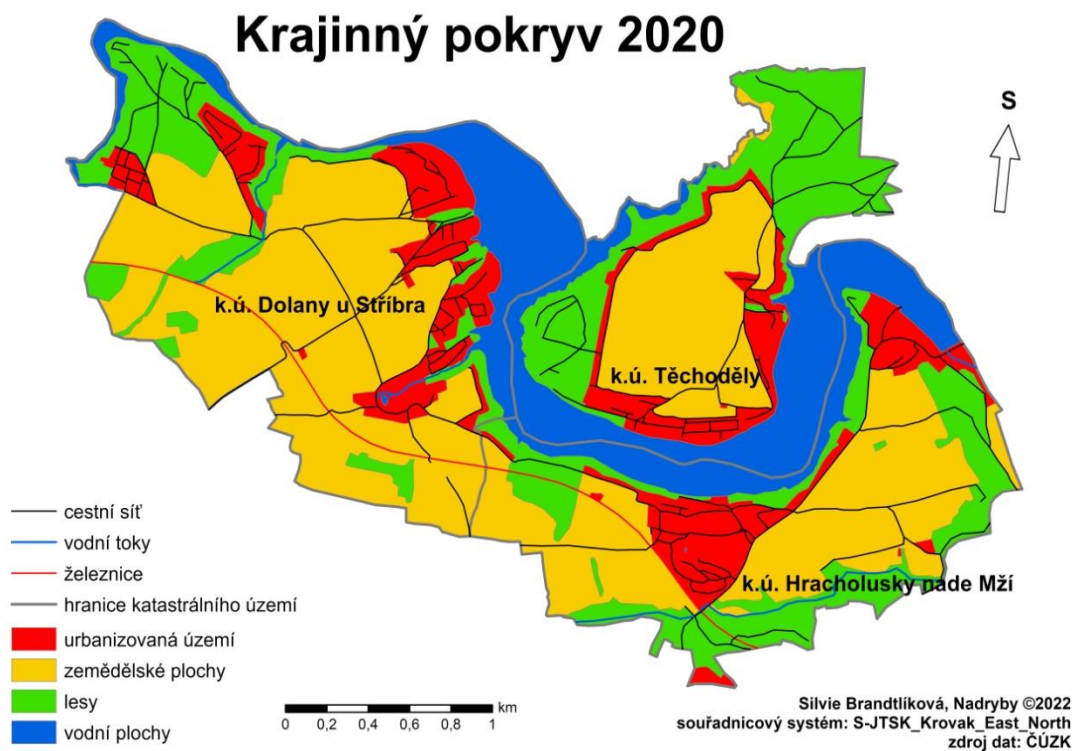 Krajinný pokryv 2020
S
k.ú. Dolany u Stříbra
k.ú. Těchoděly
k.ú. Hracholusky nade Mží
cestní síť
vodní toky
železnice
hranice katastrálního území
urbanizovaná území
zemědělské plochy
lesy
vodní plochy
km
0 0,2 0,4 0,6 0,8 1
Silvie Brandtlíková, Nadryby ©2022
souřadnicový systém: S-JTSK_Krovak_East_North
zdroj dat: ČÚZK